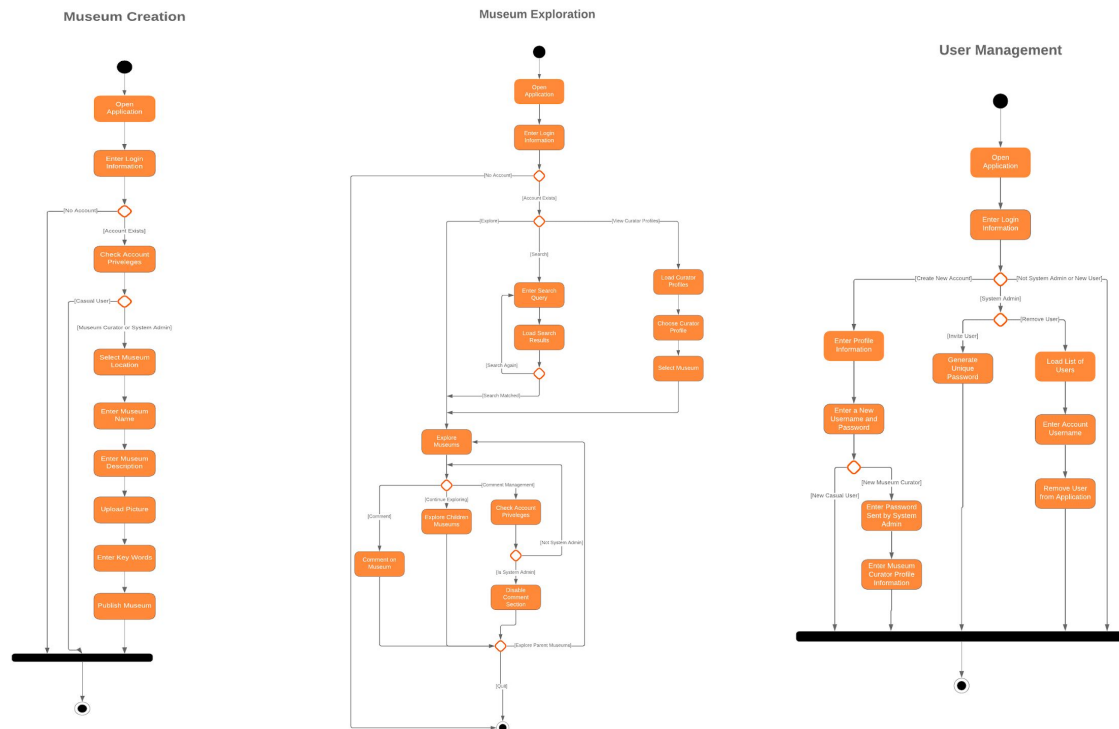 Museum Creation
Open
Application
Enter Login
Information
[No Account]
[Account Exists]
Check Account
Priveleges
[Casual User]
[Museum Curator or System Admin]
Select Museum
Location
Enter Museum
Name
Enter Museum
Description
Upload Picture
Enter Key Words
Publish Museum
Museum Exploration
Open
Application
Enter Login
Information
[No Account]
[Account Exists]
[Explore]
[View Curator Profiles]
[Search]
Enter Search
Query
Load Search
Results
[Search Again]
[Search Matched]
Load Curator
Profiles
Choose Curator
Profile
Select Museum
Explore
Museums
[Comment Management]
[Continue Exploring]
[Comment]
Explore Children
Museums
Check Account
Privileges
[Not System Admin]
Comment on
Museum
[Is System Admin]
Disable
Comment
Section
[Explore Parent Museums]
[Quit]
User Management
Open
Application
Enter Login
Information
[Create New Account]
[Not System Admin or New User]
[System Admin]
[Invite User]
[Remove User]
Enter Profile
Information
Generate
Unique
Password
Load List of
Users
Enter a New
Username and
Password
Enter Account
Username
[New Casual User]
[New Museum Curator]
Remove User
from Application
Enter Password
Sent by System
Admin
Enter Museum
Curator Profile
Information